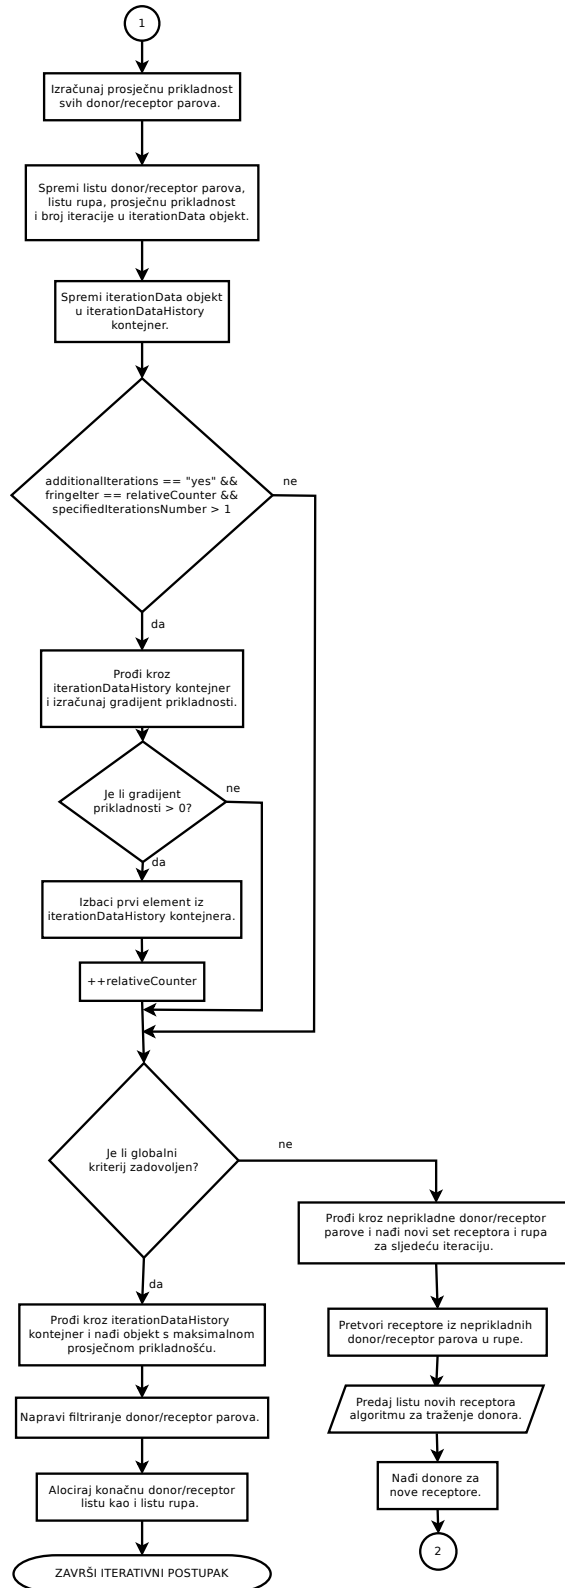 1
Izračunaj prosječnu prikladnost
svih donor/receptor parova.
Spremi listu donor/receptor parova,
listu rupa, prosječnu prikladnost
i broj iteracije u iterationData objekt.
Spremi iterationData objekt
u iterationDataHistory
kontejner.
additionalIterations == "yes" &&
fringeIter == relativeCounter &&
specifiedIterationsNumber > 1
ne
da
Prođi kroz
iterationDataHistory kontejner
i izračunaj gradijent prikladnosti.
Je li gradijent
prikladnosti > 0?
ne
da
Izbaci prvi element iz
iterationDataHistory kontejnera.
++relativeCounter
Je li globalni
kriterij zadovoljen?
ne
da
Prođi kroz iterationDataHistory
kontejner i nađi objekt s maksimalnom
prosječnom prikladnošću.
Napravi filtriranje donor/receptor parova.
Alociraj konačnu donor/receptor
listu kao i listu rupa.
ZAVRŠI ITERATIVNI POSTUPAK
Prođi kroz neprikladne donor/receptor
parove i nađi novi set receptora i rupa
za sljedeću iteraciju.
Pretvori receptore iz neprikladnih
donor/receptor parova u rupe.
Predaj listu novih receptora
algoritmu za traženje donora.
Nađi donore za
nove receptore.
2